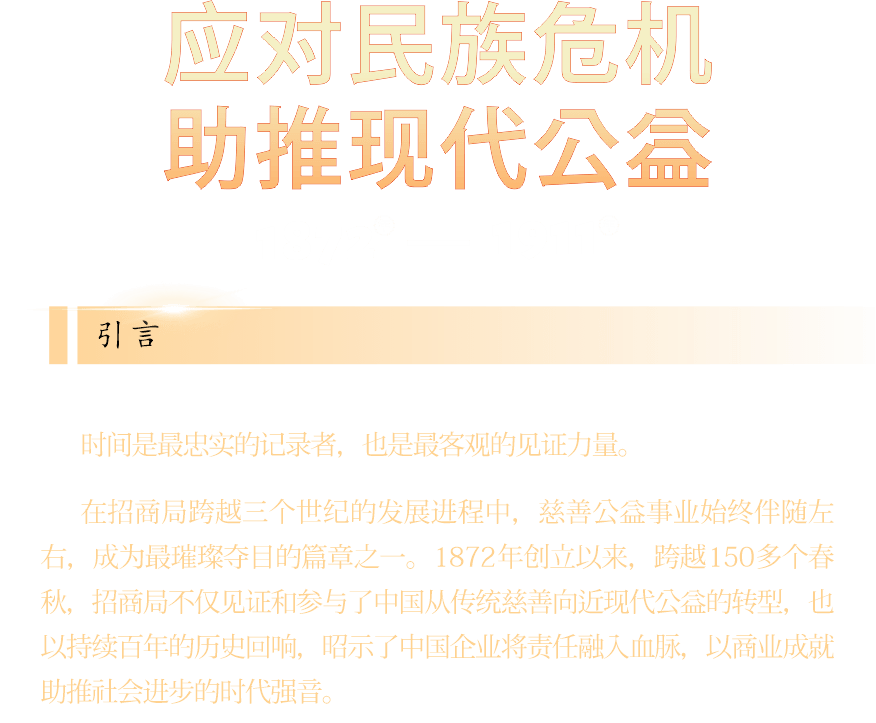 应对民族危机
助推现代公益
引言
时间是最忠实的记录者，也是最客观的见证力量。
在招商局跨越三个世纪的发展进程中，慈善公益事业始终伴随左
右，成为最璀璨夺目的篇章之一。1872年创立以来，跨越150多个春
秋，招商局不仅见证和参与了中国从传统慈善向近现代公益的转型，也
以持续百年的历史回响，昭示了中国企业将责任融入血脉，以商业成就
助推社会进步的时代强音。